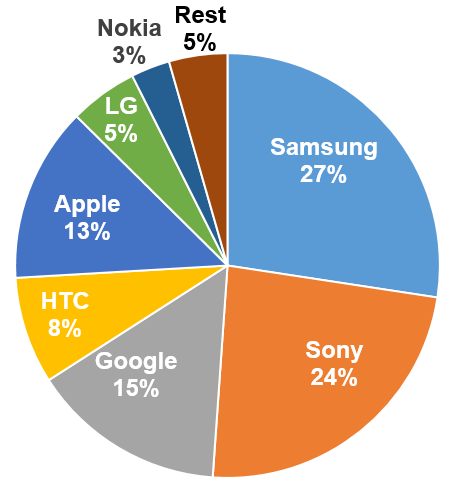 Rest
5%
Nokia
3%
LG
5%
Samsung
27%
Apple
13%
HTC
8%
Google
15%
Sony
24%